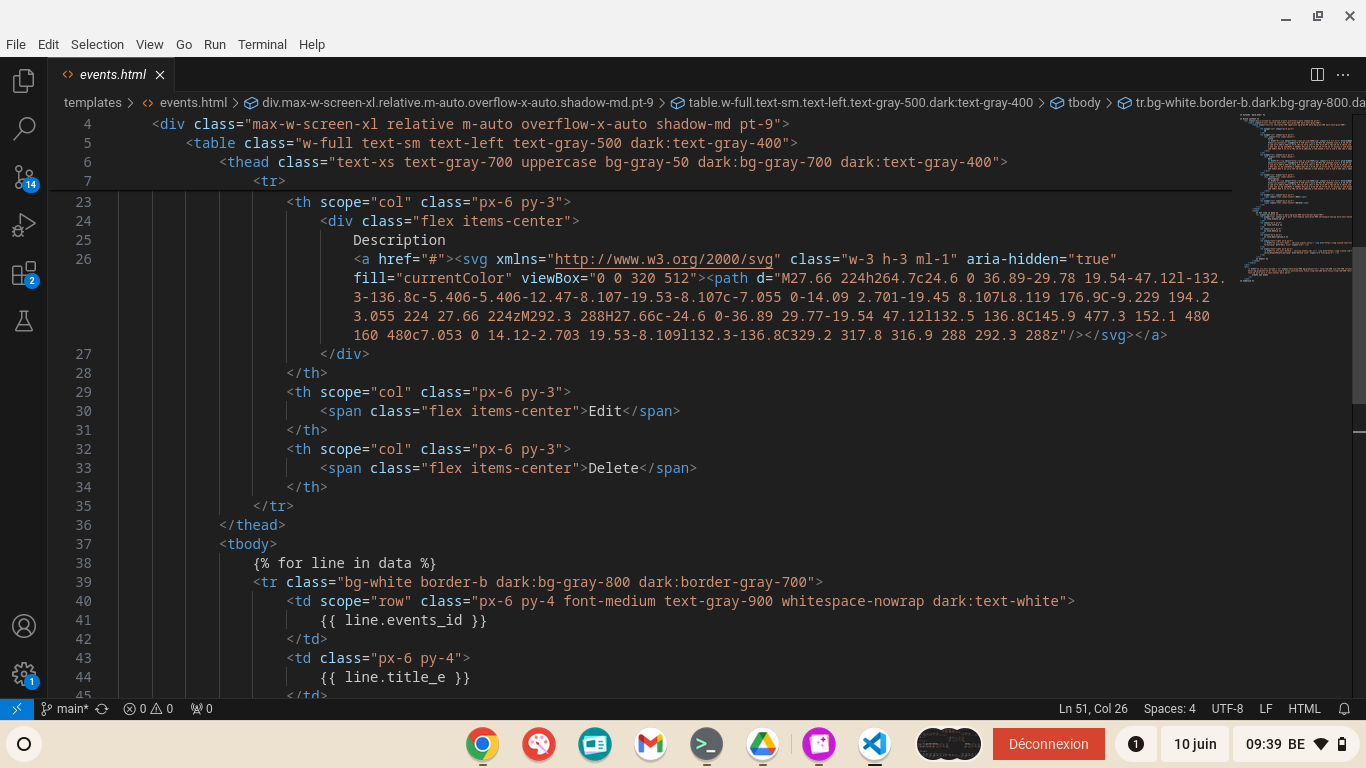 File Edit Selection View Go Run Terminal Help
events.html
templates > events.html > div.max-w-screen-xl.relative.m-auto.overflow-x-auto.shadow-md.pt-9 > table.w-full.text-sm.text-left.text-gray-500.dark:text-gray-400 > tbody > tr.bg-white.border-b.dark:bg-gray-800.da
4 <div class="max-w-screen-xl relative m-auto overflow-x-auto shadow-md pt-9">
5 <table class="w-full text-sm text-left text-gray-500 dark:text-gray-400">
6 <thead class="text-xs text-gray-700 uppercase bg-gray-50 dark:bg-gray-700 dark:text-gray-400">
7 <tr>
23 <th scope="col" class="px-6 py-3">
24 <div class="flex items-center">
25 Description
26 <a href="#"><svg xmlns="http://www.w3.org/2000/svg" class="w-3 h-3 ml-1" aria-hidden="true"
fill="currentColor" viewBox="0 0 320 512"><path d="M27.66 224h264.7c24.6 0 36.89-29.78 19.54-47.12l-132.
3-136.8c-5.406-5.406-12.47-8.107-19.53-8.107c-7.055 0-14.09 2.701-19.45 8.107L8.119 176.9C-9.229 194.2
3.055 224 27.66 224zM292.3 288H27.66c-24.6 0-36.89 29.77-19.54 47.12l132.5 136.8C145.9 477.3 152.1 480
160 480c7.053 0 14.12-2.703 19.53-8.109l132.3-136.8C329.2 317.8 316.9 288 292.3 288z"/></svg></a>
27 </div>
28 </th>
29 <th scope="col" class="px-6 py-3">
30 <span class="flex items-center">Edit</span>
31 </th>
32 <th scope="col" class="px-6 py-3">
33 <span class="flex items-center">Delete</span>
34 </th>
35 </tr>
36 </thead>
37 <tbody>
38 {% for line in data %}
39 <tr class="bg-white border-b dark:bg-gray-800 dark:border-gray-700">
40 <td scope="row" class="px-6 py-4 font-medium text-gray-900 whitespace-nowrap dark:text-white">
41 {{ line.events_id }}
42 </td>
43 <td class="px-6 py-4">
44 {{ line.title_e }}
45 </td>
14
2
1
main* 0 0 0 Ln 51, Col 26 Spaces: 4 UTF-8 LF HTML
Déconnexion 1 10 juin 09:39 BE